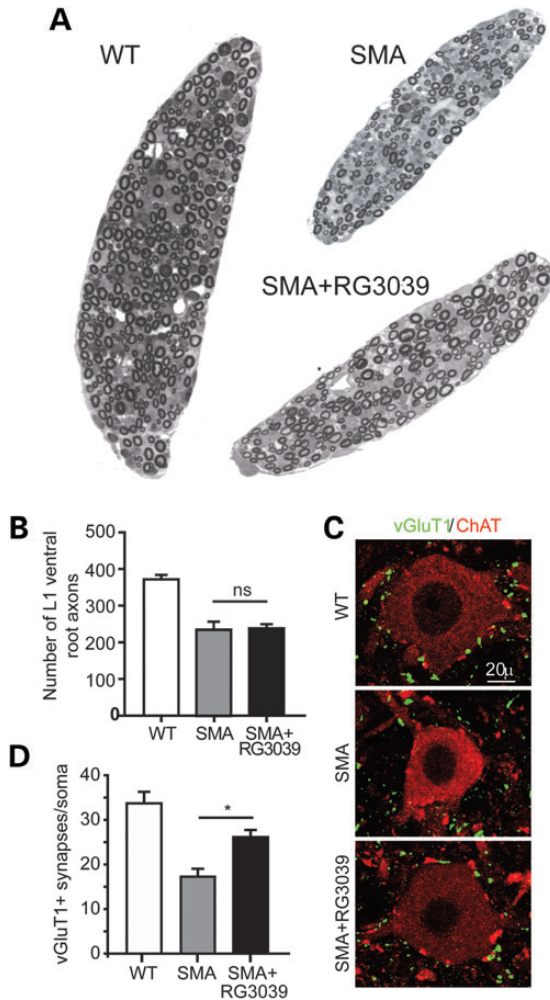 A
WT
SMA
SMA+RG3039
B
Number of L1 ventral
root axons
500
400
300
200
100
0
ns
WT
SMA
SMA+
RG3039
C
vGluT1/ChAT
WT
20µ
SMA
SMA+RG3039
D
vGluT1+ synapses/soma
40
30
20
10
0
*
WT
SMA
SMA+
RG3039